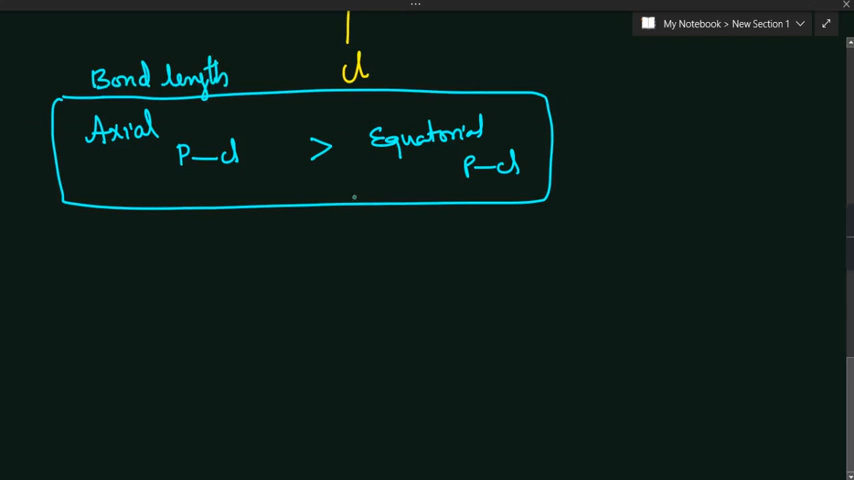 ...
My Notebook > New Section 1
Cl
Bond length
Axial
P—Cl > Equatorial
P—Cl